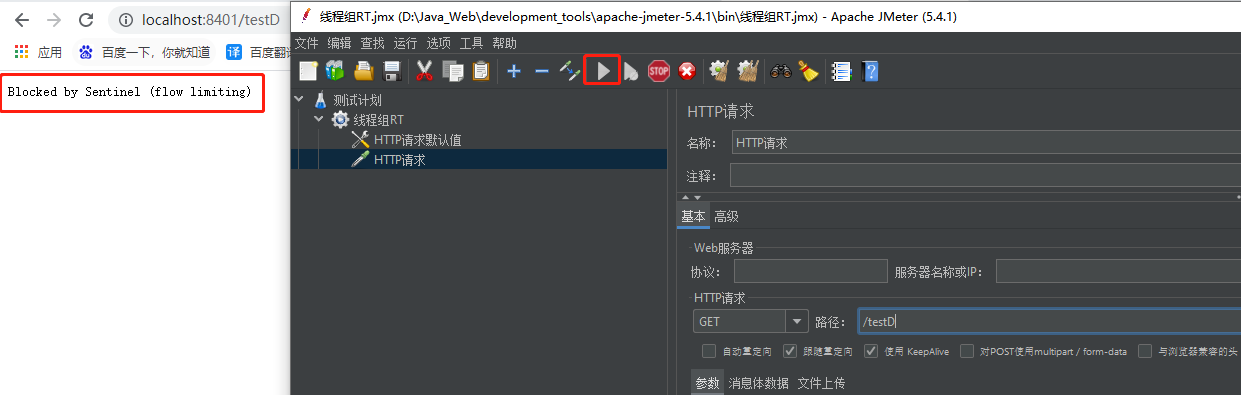 localhost:8401/testD
应用
百度一下，你就知道
译
百度翻译
Blocked by Sentinel (flow limiting)
线程组RT.jmx (D:\Java_Web\development_tools\apache-jmeter-5.4.1\bin\线程组RT.jmx) - Apache JMeter (5.4.1)
文件 编辑 查找 运行 选项 工具 帮助
STOP
?
测试计划
线程组RT
HTTP请求默认值
HTTP请求
HTTP请求
名称： HTTP请求
注释：
基本 高级
Web服务器
协议： 服务器名称或IP：
HTTP请求
GET 路径： /testD
自动重定向 跟随重定向 使用 KeepAlive 对POST使用multipart / form-data 与浏览器兼容的头
参数 消息体数据 文件上传